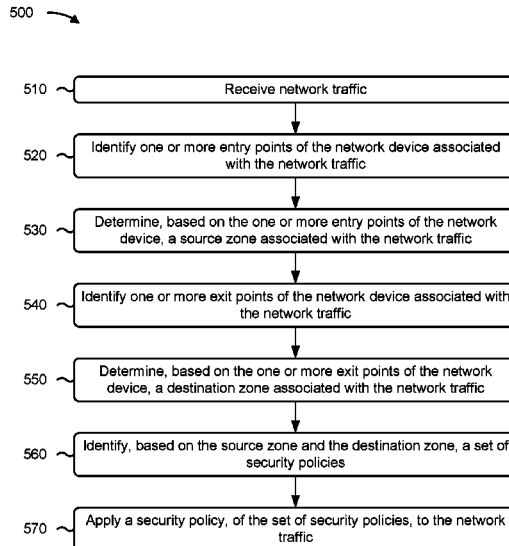 500
510
Receive network traffic
520
Identify one or more entry points of the network device associated
with the network traffic
530
Determine, based on the one or more entry points of the network
device, a source zone associated with the network traffic
540
Identify one or more exit points of the network device associated with
the network traffic
550
Determine, based on the one or more exit points of the network
device, a destination zone associated with the network traffic
560
Identify, based on the source zone and the destination zone, a set of
security policies
570
Apply a security policy, of the set of security policies, to the network
traffic